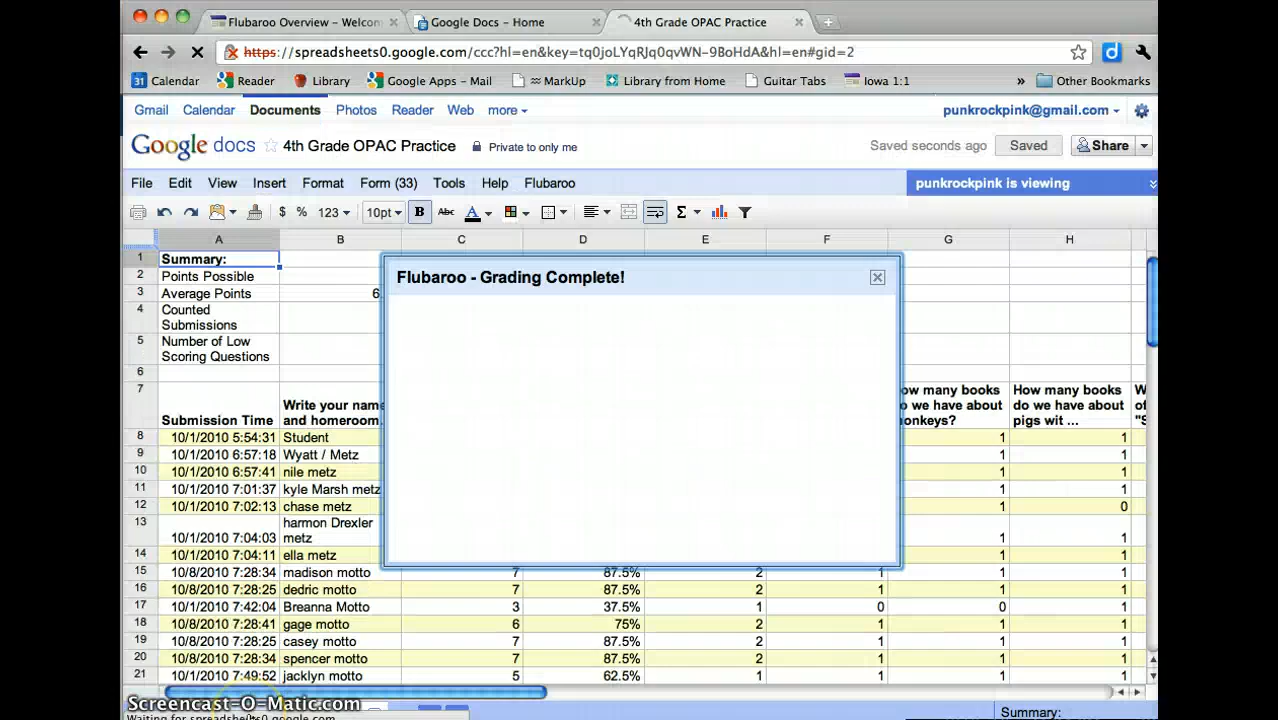 Flubaroo Overview – Welcom
Google Docs - Home
4th Grade OPAC Practice
https://spreadsheets0.google.com/ccc?hl=en&key=tq0joLYqRJq0qvWN-9BoHdA&hl=en#gid=2
31 Calendar
Reader
Library
Google Apps - Mail
≈≈ MarkUp
Library from Home
Guitar Tabs
Iowa 1:1
»
Other Bookmarks
Gmail Calendar Documents Photos Reader Web more
punkrockpink@gmail.com
Google docs
4th Grade OPAC Practice
Private to only me
Saved seconds ago
Saved
Share
File Edit View Insert Format Form (33) Tools Help Flubaroo
punkrockpink is viewing
$ % 123 10pt B Abc A Σ
A B C D E F G H
1 Summary:
2 Points Possible
3 Average Points 6
4 Counted
Submissions
5 Number of Low
Scoring Questions
6
Flubaroo - Grading Complete!
7
Submission Time
Write your name
and homeroom.
ow many books
o we have about
onkeys?
How many books
do we have about
pigs wit ...
W
of
"S
8 10/1/2010 5:54:31 Student 1 1
9 10/1/2010 6:57:18 Wyatt / Metz 1 1
10 10/1/2010 6:57:41 nile metz 1 1
11 10/1/2010 7:01:37 kyle Marsh metz 1 1
12 10/1/2010 7:02:13 chase metz 1 0
13 harmon Drexler
10/1/2010 7:04:03 metz 1 1
14 10/1/2010 7:04:11 ella metz 1 1
15 10/8/2010 7:28:34 madison motto 7 87.5% 2 1 1 1
16 10/8/2010 7:28:25 dedric motto 7 87.5% 2 1 1 1
17 10/1/2010 7:42:04 Breanna Motto 3 37.5% 1 0 0 1
18 10/8/2010 7:28:41 gage motto 6 75% 2 1 1 1
19 10/8/2010 7:28:25 casey motto 7 87.5% 2 1 1 1
20 10/8/2010 7:28:34 spencer motto 7 87.5% 2 1 1 1
21 10/1/2010 7:49:52 jacklyn motto 5 62.5% 1 1 1 1
Screencast-O-Matic.com
Waiting for spreadsheets0.google.com
Summary: